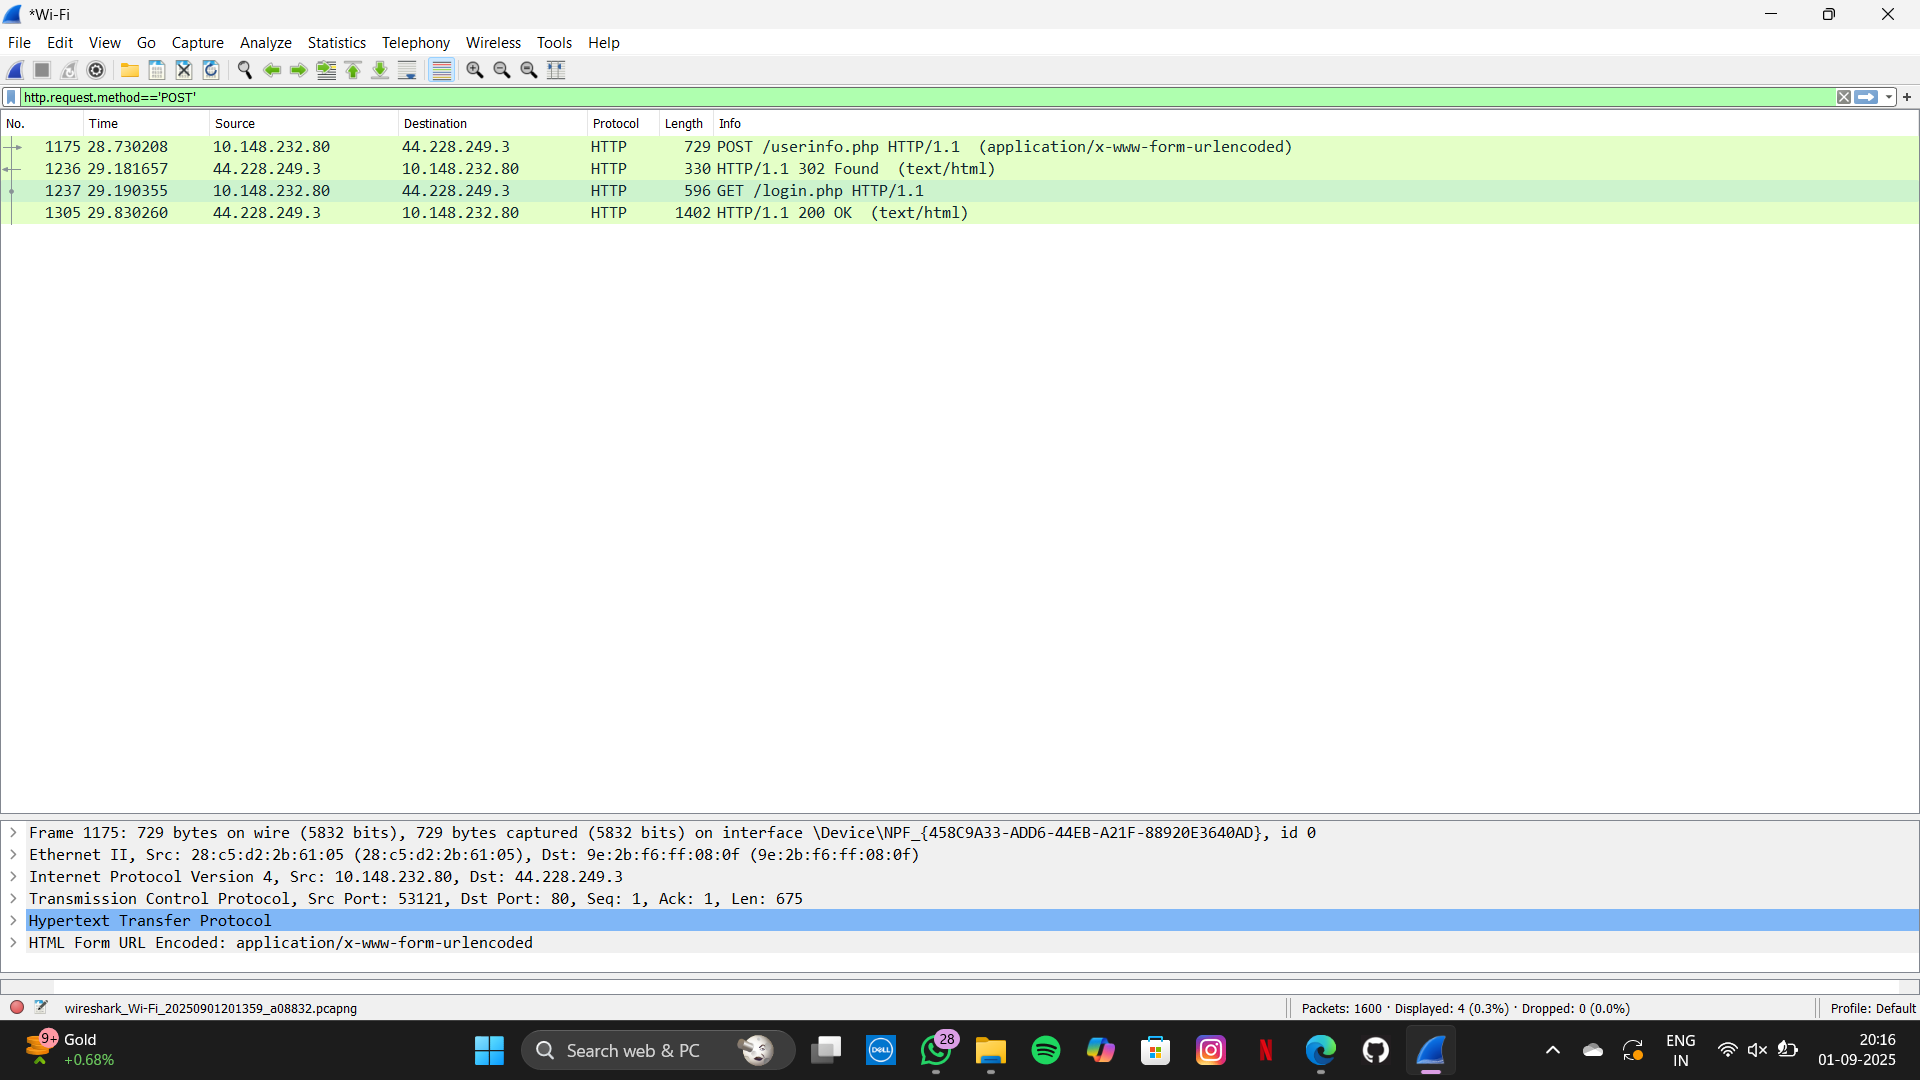 *Wi-Fi
File Edit View Go Capture Analyze Statistics Telephony Wireless Tools Help
http.request.method=='POST'
No. Time Source Destination Protocol Length Info
1175 28.730208 10.148.232.80 44.228.249.3 HTTP 729 POST /userinfo.php HTTP/1.1 (application/x-www-form-urlencoded)
1236 29.181657 44.228.249.3 10.148.232.80 HTTP 330 HTTP/1.1 302 Found (text/html)
1237 29.190355 10.148.232.80 44.228.249.3 HTTP 596 GET /login.php HTTP/1.1
1305 29.830260 44.228.249.3 10.148.232.80 HTTP 1402 HTTP/1.1 200 OK (text/html)
Frame 1175: 729 bytes on wire (5832 bits), 729 bytes captured (5832 bits) on interface \Device\NPF_{458C9A33-ADD6-44EB-A21F-88920E3640AD}, id 0
Ethernet II, Src: 28:c5:d2:2b:61:05 (28:c5:d2:2b:61:05), Dst: 9e:2b:f6:ff:08:0f (9e:2b:f6:ff:08:0f)
Internet Protocol Version 4, Src: 10.148.232.80, Dst: 44.228.249.3
Transmission Control Protocol, Src Port: 53121, Dst Port: 80, Seq: 1, Ack: 1, Len: 675
Hypertext Transfer Protocol
HTML Form URL Encoded: application/x-www-form-urlencoded
wireshark_Wi-Fi_20250901201359_a08832.pcapng
Packets: 1600 · Displayed: 4 (0.3%) · Dropped: 0 (0.0%)
Profile: Default
9+
Gold
+0.68%
Search web & PC
DELL
28
N
ENG
IN
20:16
01-09-2025